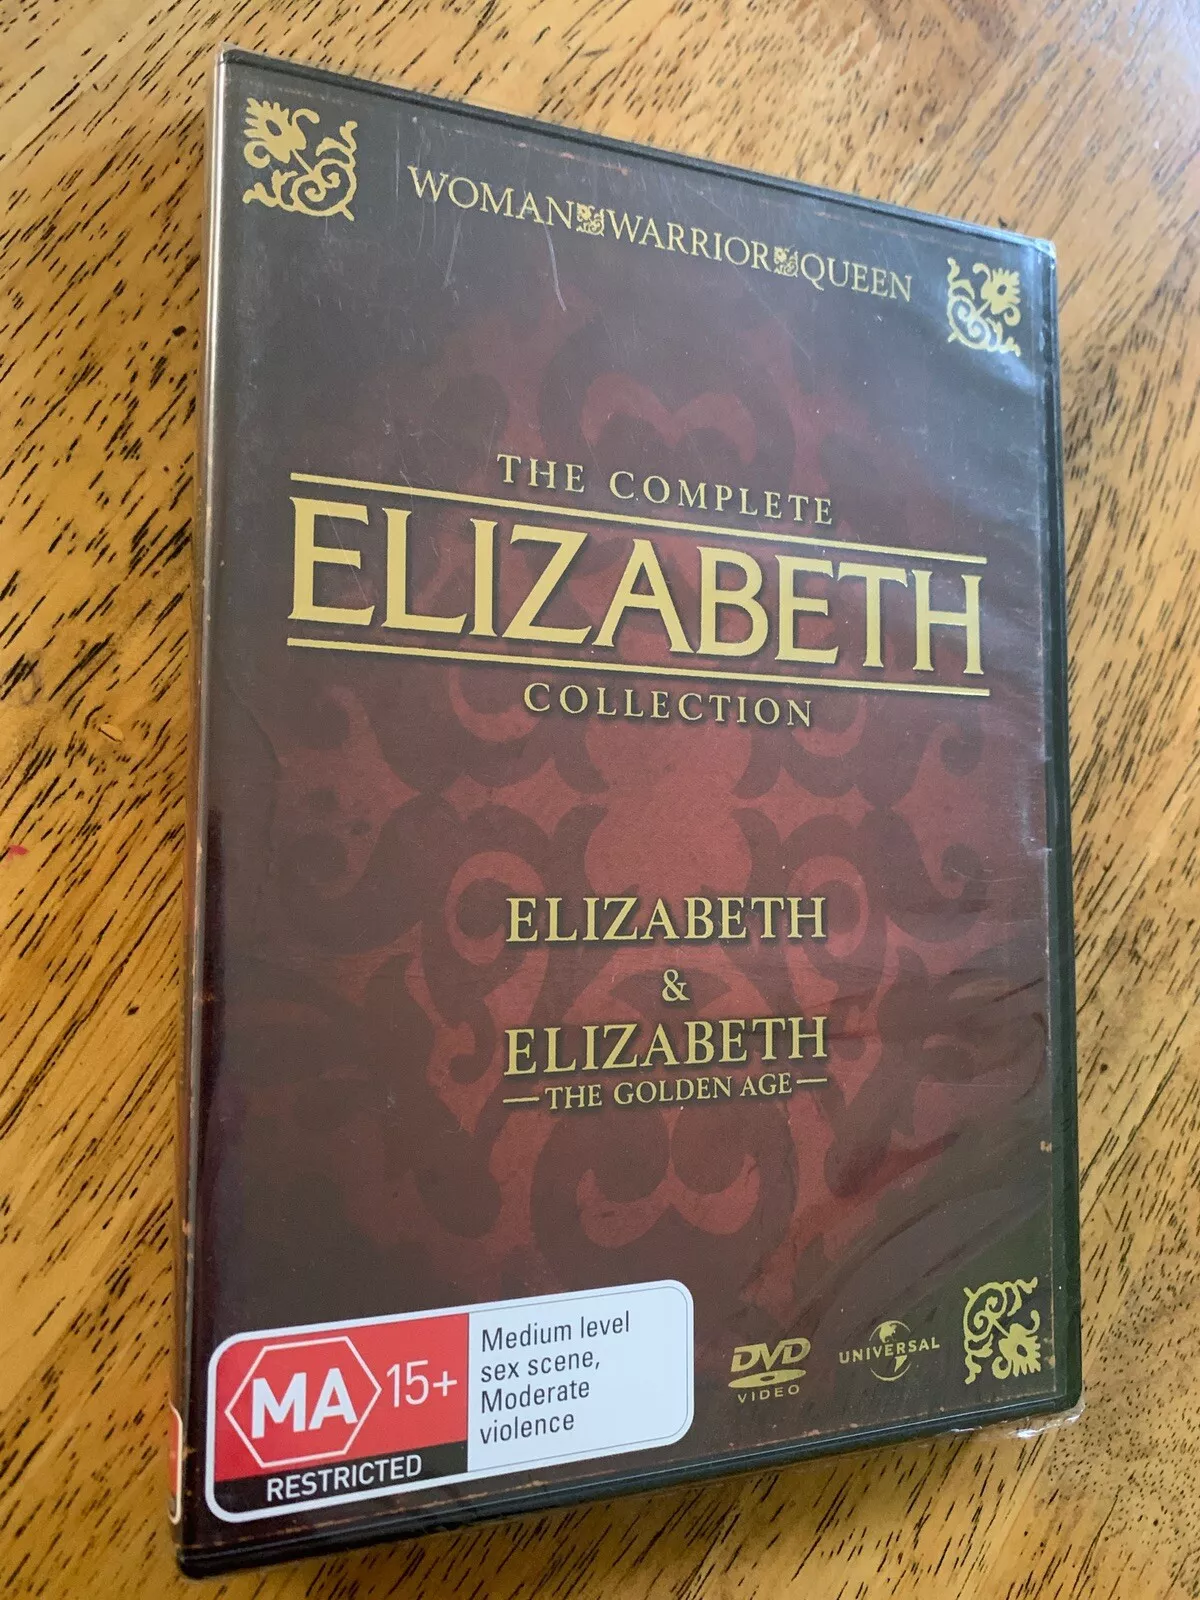 WOMAN WARRIOR QUEEN
THE COMPLETE
ELIZABETH
COLLECTION
ELIZABETH
&
ELIZABETH
—THE GOLDEN AGE—
MA 15+
RESTRICTED
Medium level
sex scene,
Moderate
violence
DVD
VIDEO
UNIVERSAL